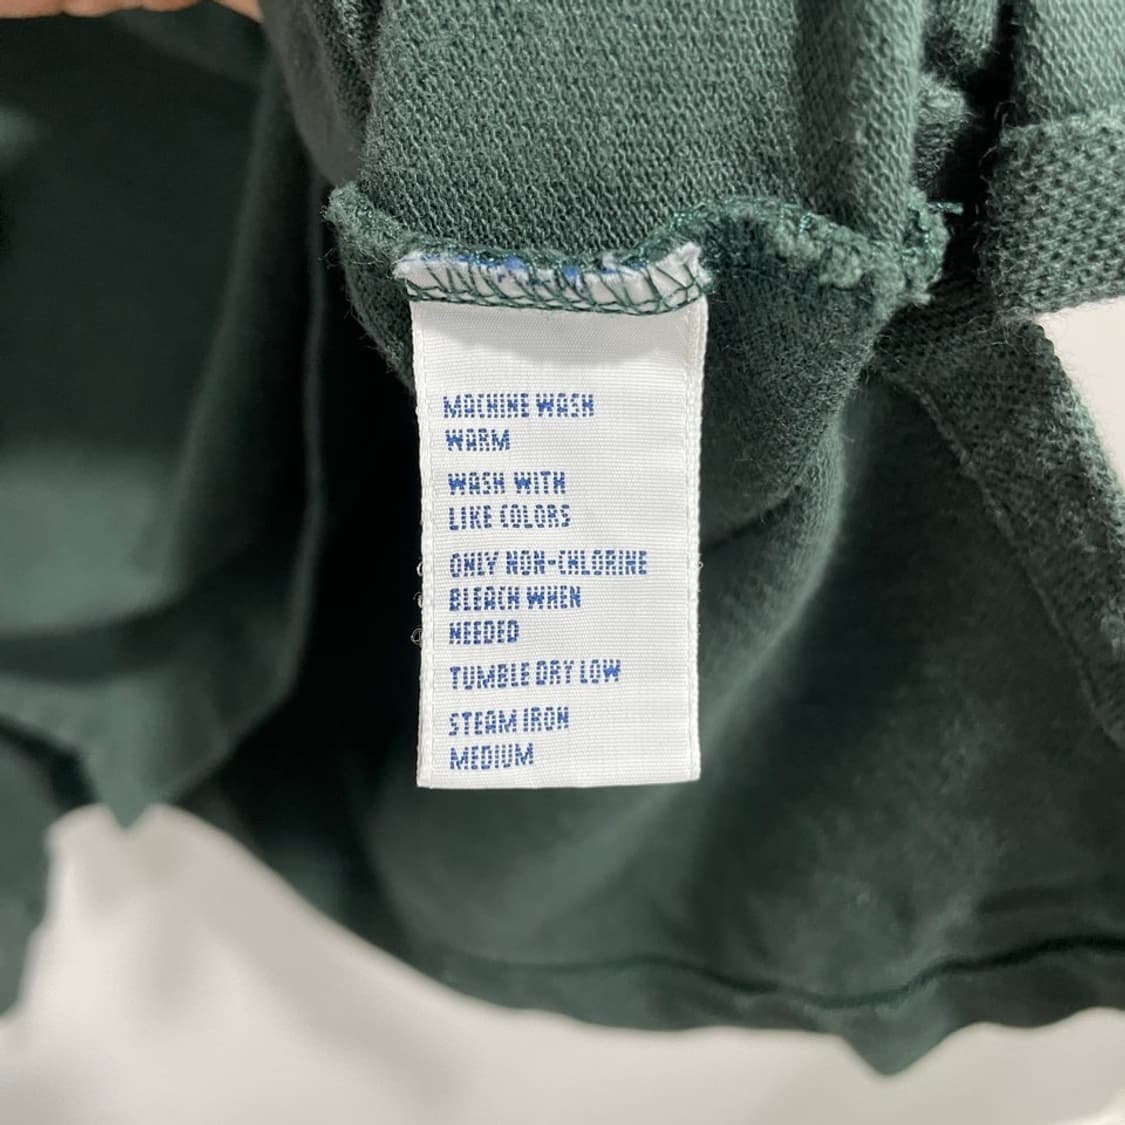 MACHINE WASH
WARM
WASH WITH
LIKE COLORS
ONLY NON-CHLORINE
BLEACH WHEN
NEEDED
TUMBLE DRY LOW
STEAM IRON
MEDIUM